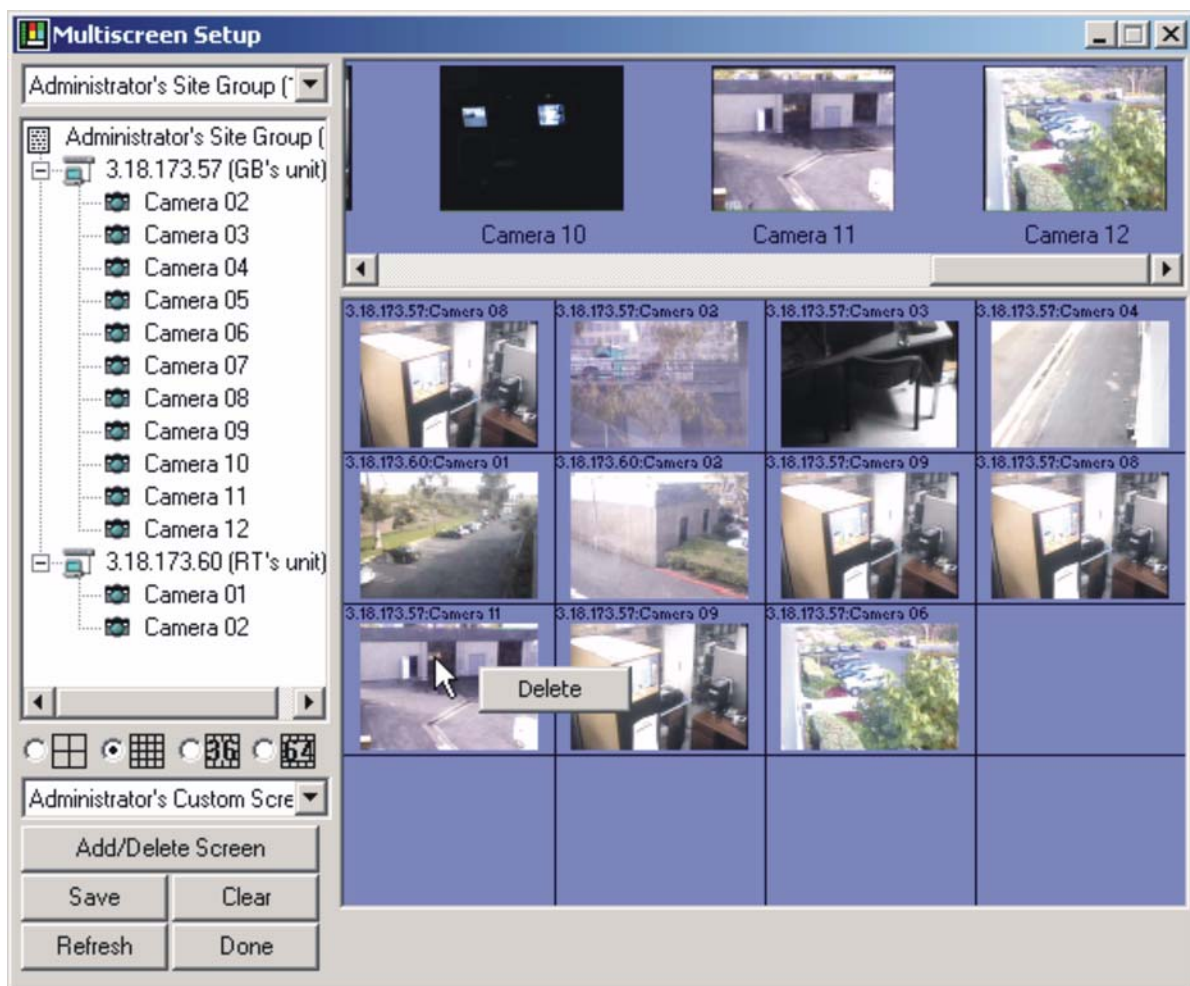 Multiscreen Setup
Administrator's Site Group (
Administrator's Site Group (
3.18.173.57 (GB's unit)
Camera 02
Camera 03
Camera 04
Camera 05
Camera 06
Camera 07
Camera 08
Camera 09
Camera 10
Camera 11
Camera 12
3.18.173.60 (RT's unit)
Camera 01
Camera 02
36
64
Administrator's Custom Scre
Add/Delete Screen
Save
Clear
Refresh
Done
Camera 10
Camera 11
Camera 12
3.18.173.57:Camera 08
3.18.173.57:Camera 02
3.18.173.57:Camera 03
3.18.173.57:Camera 04
3.18.173.60:Camera 01
3.18.173.60:Camera 02
3.18.173.57:Camera 09
3.18.173.57:Camera 08
3.18.173.57:Camera 11
3.18.173.57:Camera 09
3.18.173.57:Camera 06
Delete